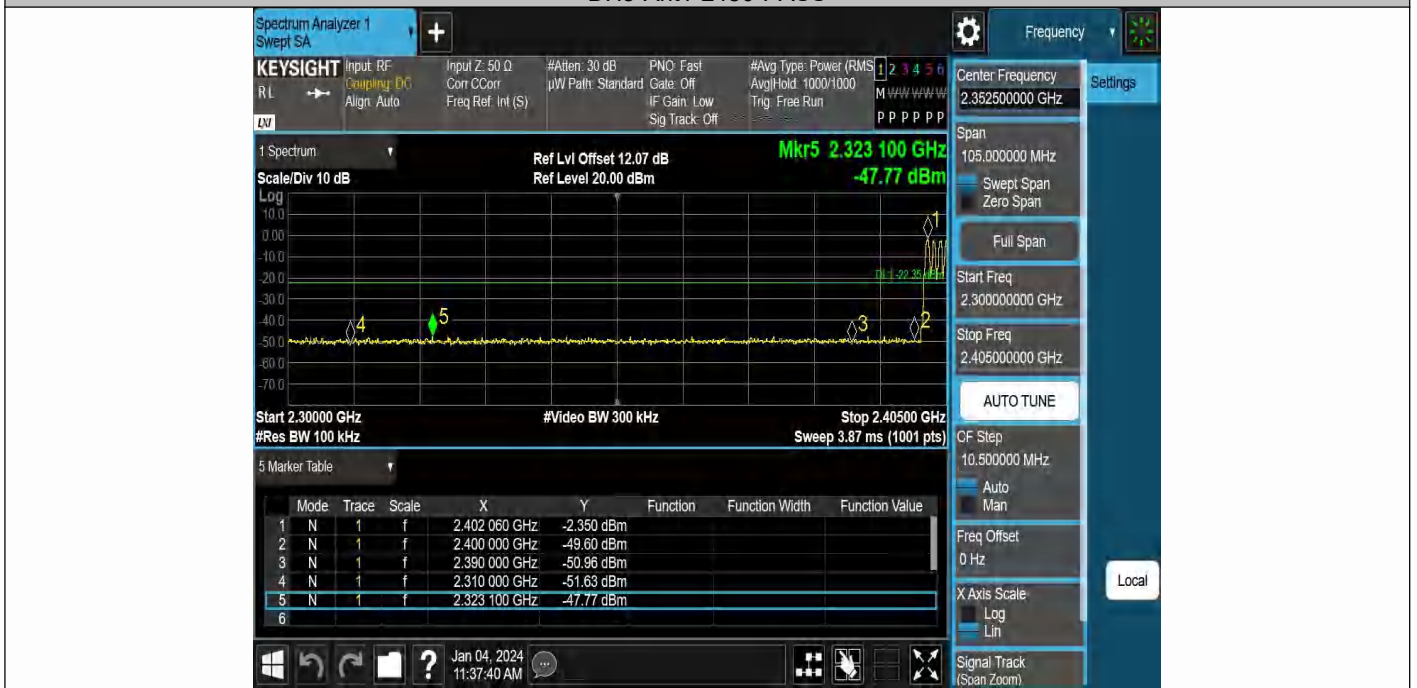 Spectrum Analyzer 1
Swept SA
+
Frequency
KEYSIGHT
RL
LXI
Input: RF
Coupling: DC
Align: Auto
Input Z: 50 Ω
Corr CCorr
Freq Ref: Int (S)
#Atten: 30 dB
µW Path: Standard
PNO: Fast
Gate: Off
IF Gain: Low
Sig Track: Off
#Avg Type: Power (RMS
Avg|Hold: 1000/1000
Trig: Free Run
1 2 3 4 5 6
M W W W W W
P P P P P P
1 Spectrum
Scale/Div 10 dB
Ref Lvl Offset 12.07 dB
Ref Level 20.00 dBm
Mkr5 2.323 100 GHz
-47.77 dBm
Log
10.0
0.00
-10.0
-20.0
-30.0
-40.0
-50.0
-60.0
-70.0
1
DL1 -22.35 dBm
4
5
3
2
Start 2.30000 GHz
#Video BW 300 kHz
Stop 2.40500 GHz
#Res BW 100 kHz
Sweep 3.87 ms (1001 pts)
5 Marker Table
Mode Trace Scale X Y Function Function Width Function Value
1 N 1 f 2.402 060 GHz -2.350 dBm
2 N 1 f 2.400 000 GHz -49.60 dBm
3 N 1 f 2.390 000 GHz -50.96 dBm
4 N 1 f 2.310 000 GHz -51.63 dBm
5 N 1 f 2.323 100 GHz -47.77 dBm
6
?
Jan 04, 2024
11:37:40 AM
Center Frequency
2.352500000 GHz
Settings
Span
105.000000 MHz
Swept Span
Zero Span
Full Span
Start Freq
2.300000000 GHz
Stop Freq
2.405000000 GHz
AUTO TUNE
CF Step
10.500000 MHz
Auto
Man
Freq Offset
0 Hz
X Axis Scale
Log
Lin
Local
Signal Track
(Span Zoom)